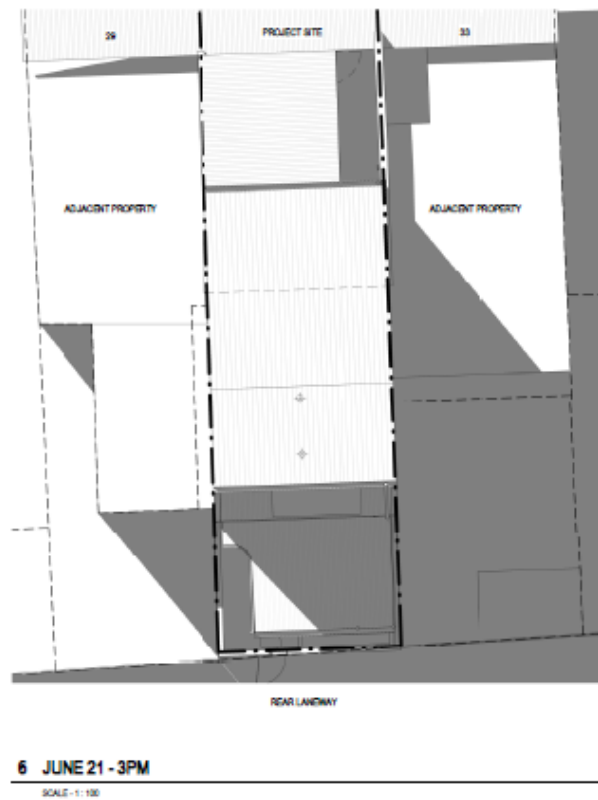 29 PROJECT SITE 33
ADJACENT PROPERTY ADJACENT PROPERTY
REAR LANEWAY
6 JUNE 21 - 3PM
SCALE - 1 : 100